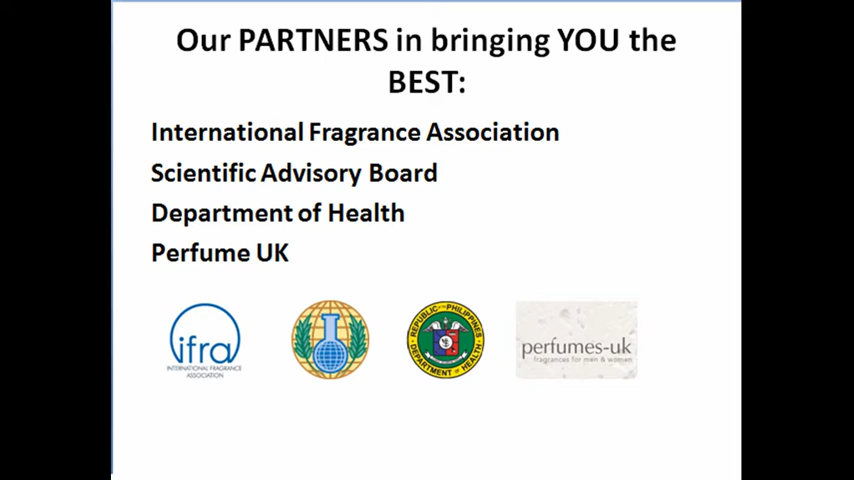 Our PARTNERS in bringing YOU the
BEST:
International Fragrance Association
Scientific Advisory Board
Department of Health
Perfume UK
ifra
INTERNATIONAL FRAGRANCE
ASSOCIATION
REPUBLIC OF THE PHILIPPINES
DEPARTMENT OF HEALTH
perfumes-uk
fragrances for men & women